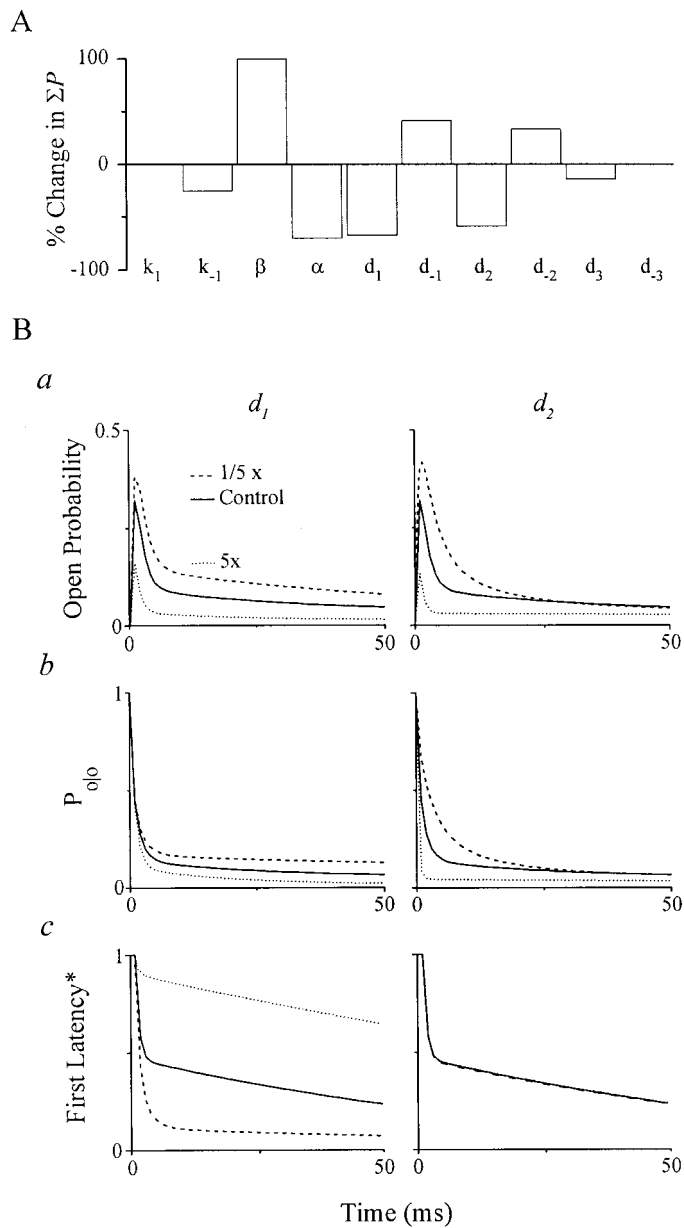 A
% Change in ΣP
100
0
-100
k₁ k₋₁ β α d₁ d₋₁ d₂ d₋₂ d₃ d₋₃
B
a
d₁ d₂
Open Probability
0.5
0
1/5 x
Control
5x
0 50 0 50
b
P₀|₀
1
0
0 50 0 50
c
First Latency*
1
0
0 50 0 50
Time (ms)